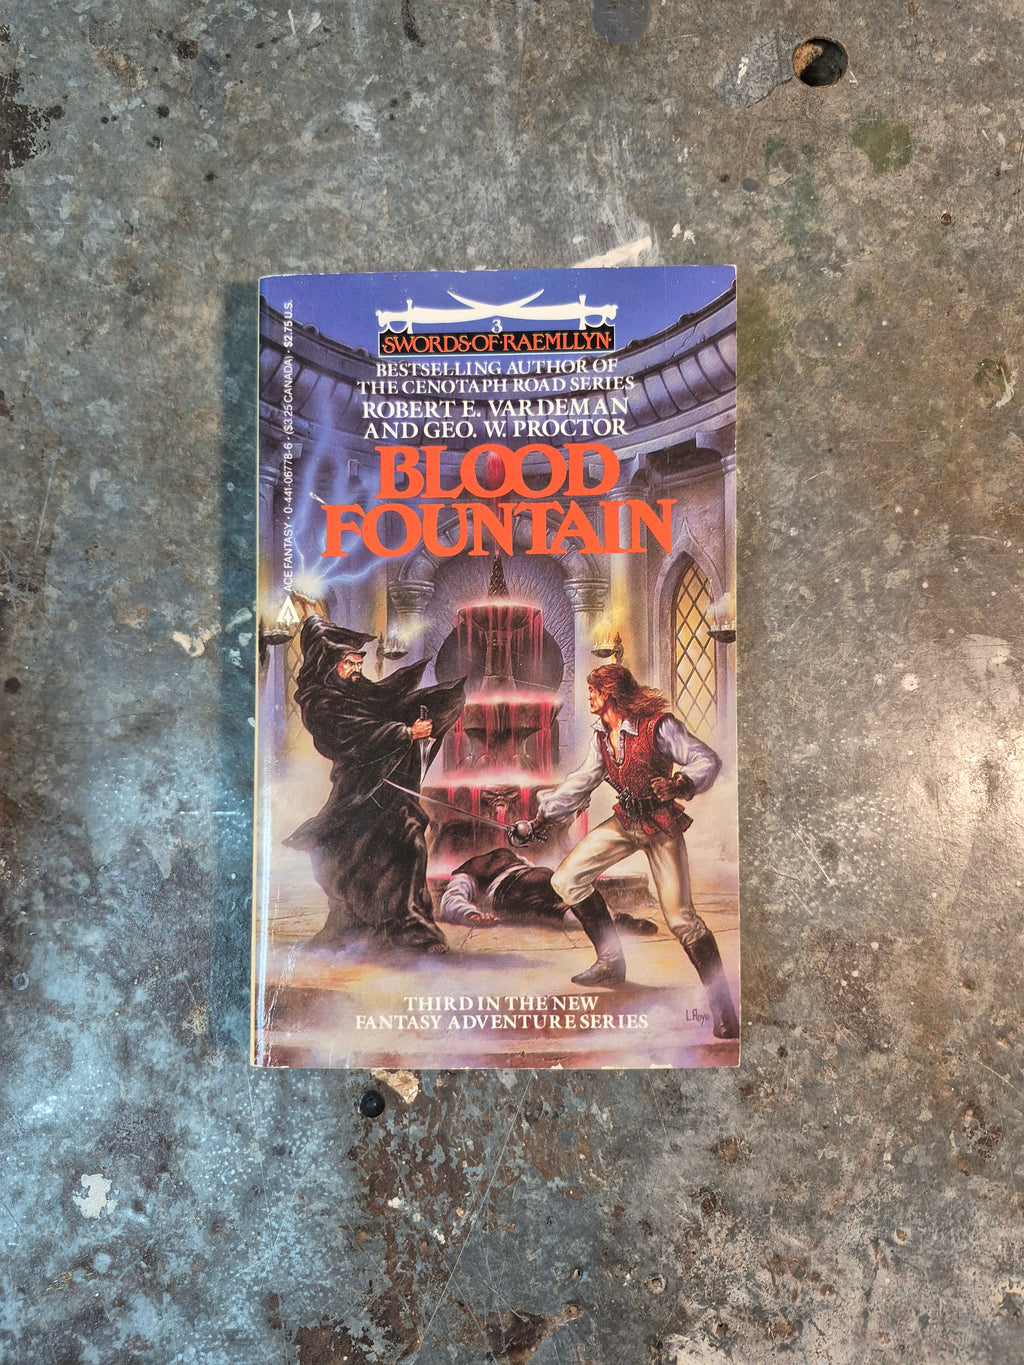 3
SWORDS·OF·RAEMLLYN
BESTSELLING AUTHOR OF
THE CENOTAPH ROAD SERIES
ROBERT E. VARDEMAN
AND GEO. W. PROCTOR
BLOOD
FOUNTAIN
ACE FANTASY · 0-441-06778-6 · ($3.25 CANADA) · $2.75 U.S.
THIRD IN THE NEW
FANTASY ADVENTURE SERIES
L. Royo